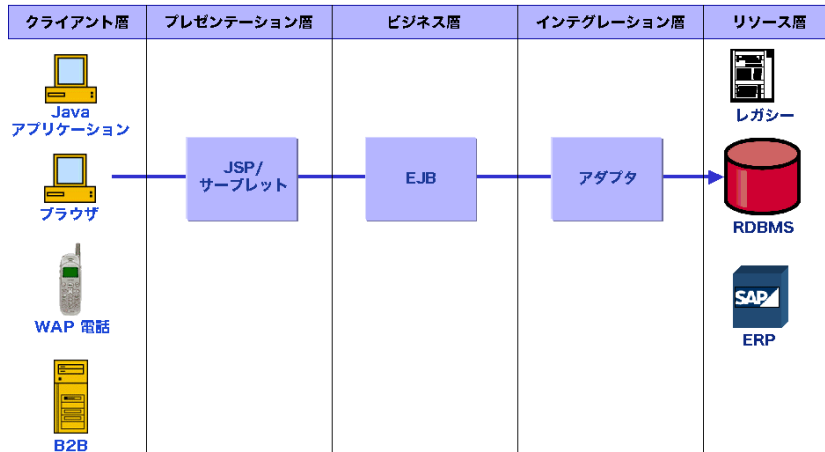 クライアント層
プレゼンテーション層
ビジネス層
インテグレーション層
リソース層
Java
アプリケーション
ブラウザ
WAP 電話
B2B
JSP/
サーブレット
EJB
アダプタ
レガシー
RDBMS
SAP
ERP